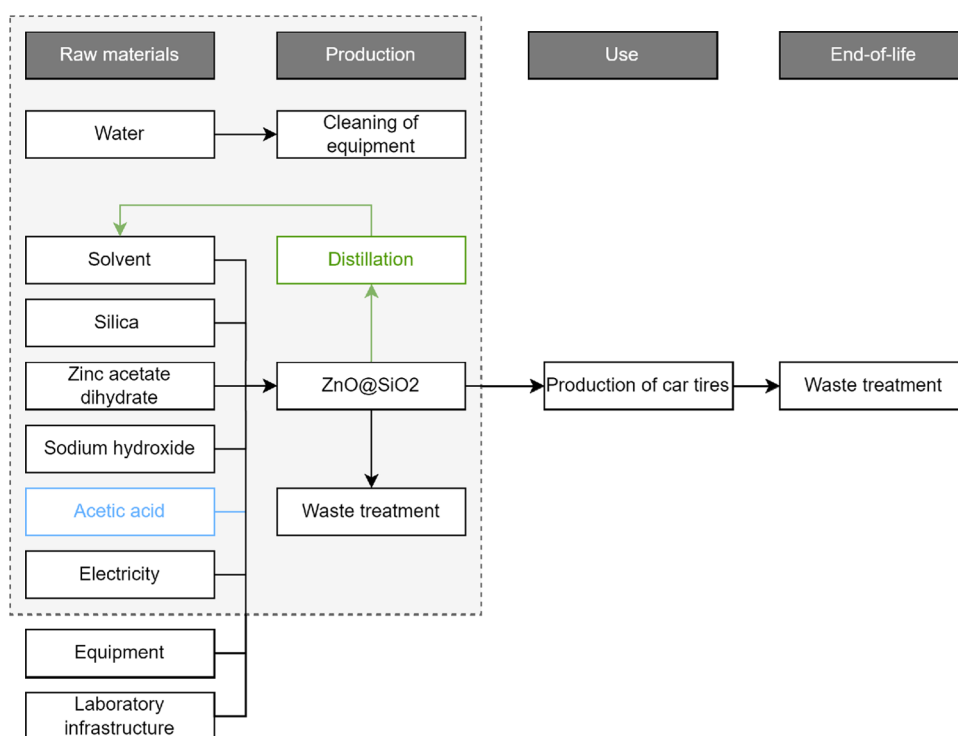 Raw materials
Production
Use
End-of-life
Water
Cleaning of
equipment
Solvent
Distillation
Silica
Zinc acetate
dihydrate
ZnO@SiO2
Production of car tires
Waste treatment
Sodium hydroxide
Acetic acid
Waste treatment
Electricity
Equipment
Laboratory
infrastructure